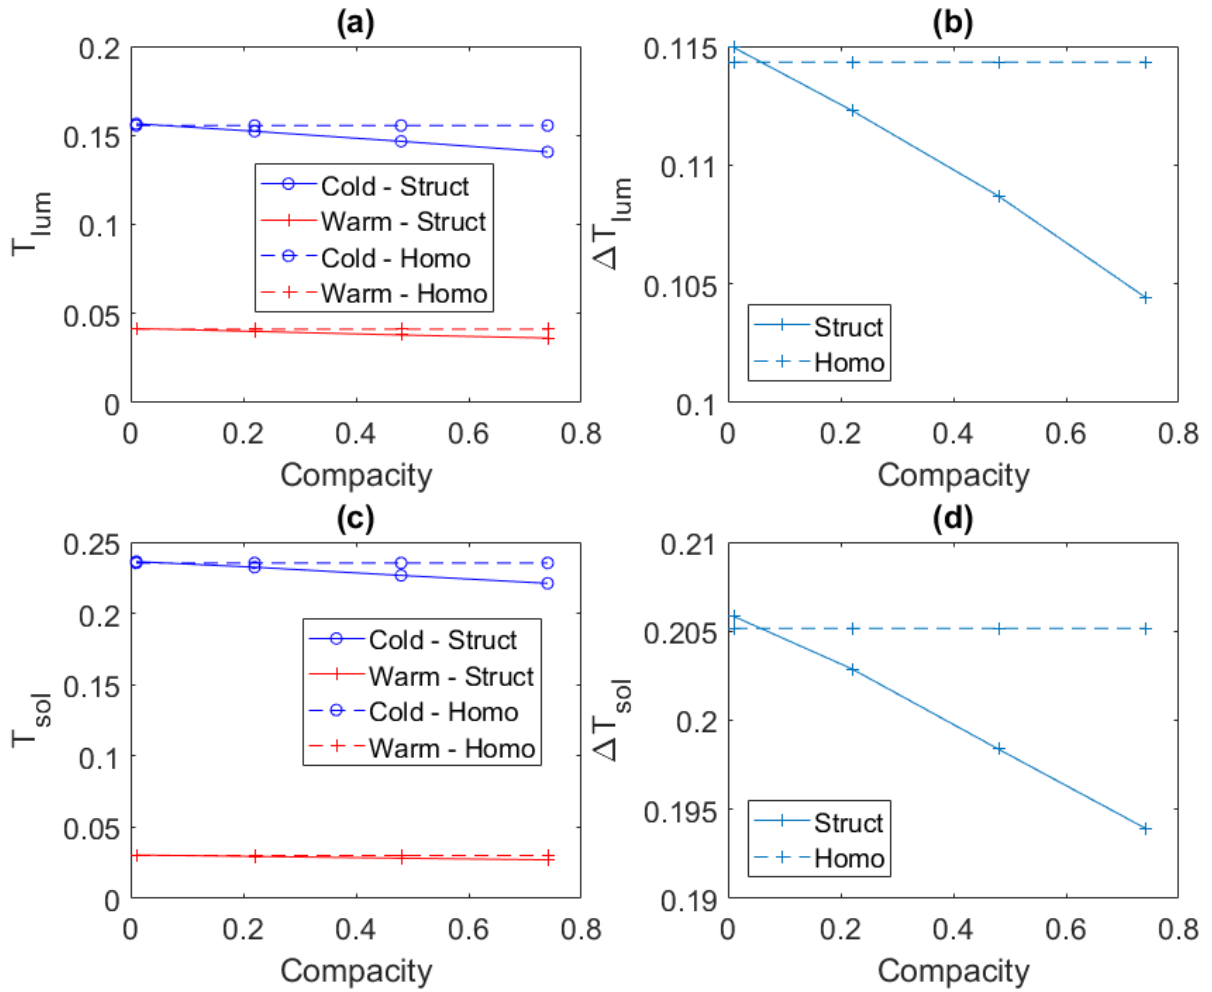 (a)
0.2
0.15
0.1
0.05
0
T_lum
Cold - Struct
Warm - Struct
Cold - Homo
Warm - Homo
0 0.2 0.4 0.6 0.8
Compacity
(b)
0.115
0.11
0.105
0.1
ΔT_lum
Struct
Homo
0 0.2 0.4 0.6 0.8
Compacity
(c)
0.25
0.2
0.15
0.1
0.05
0
T_sol
Cold - Struct
Warm - Struct
Cold - Homo
Warm - Homo
0 0.2 0.4 0.6 0.8
Compacity
(d)
0.21
0.205
0.2
0.195
0.19
ΔT_sol
Struct
Homo
0 0.2 0.4 0.6 0.8
Compacity